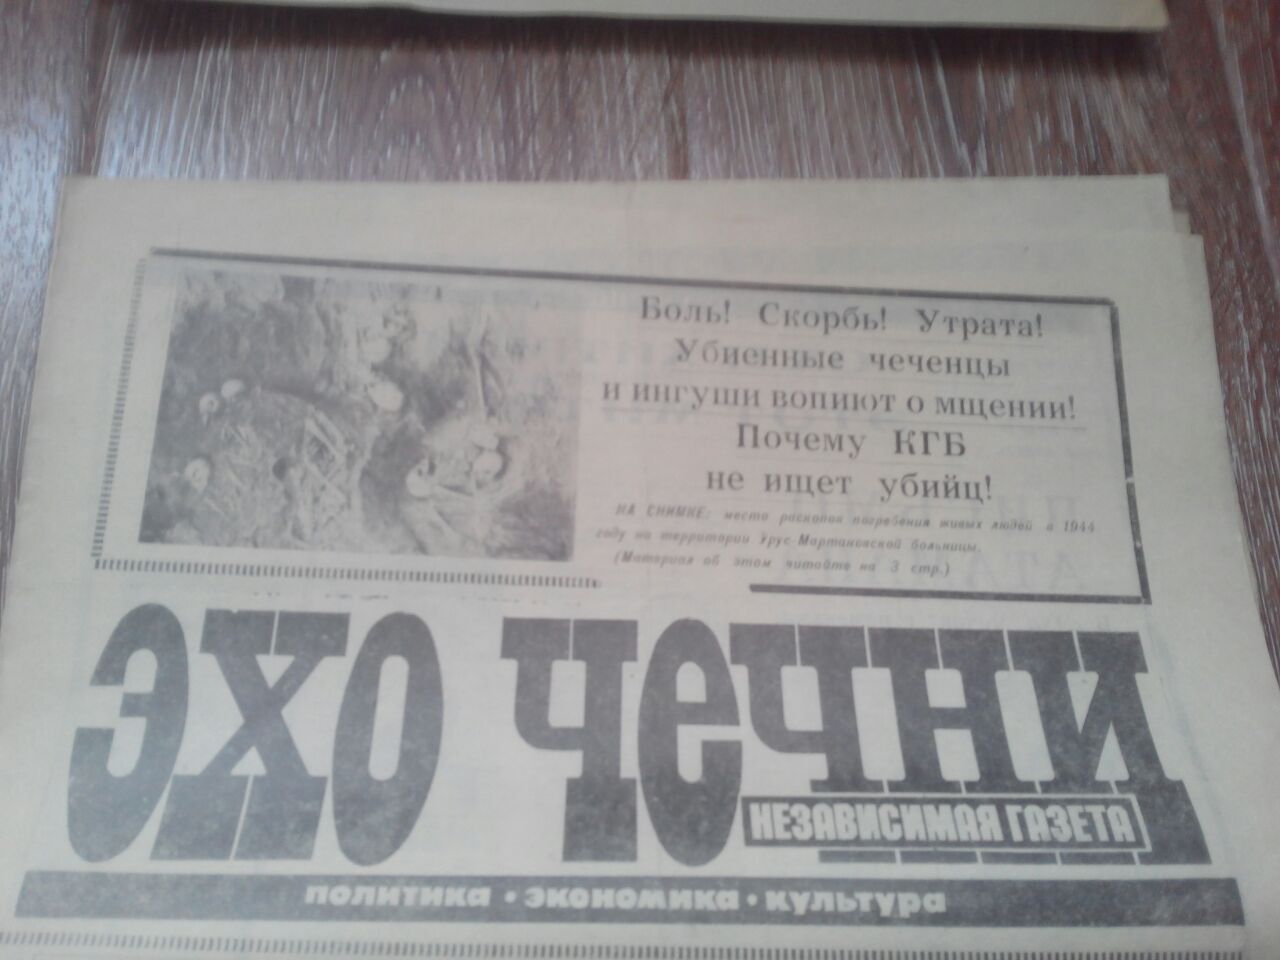 Боль! Скорбь! Утрата!
Убиенные чеченцы
и ингуши вопиют о мщении!
Почему КГБ
не ищет убийц!
НА СНИМКЕ: место раскопок погребения живых людей в 1944
году на территории Урус-Мартановской больницы.
(Материал об этом читайте на 3 стр.)
ЭХО ЧЕЧНИ
НЕЗАВИСИМАЯ ГАЗЕТА
политика • экономика • культура